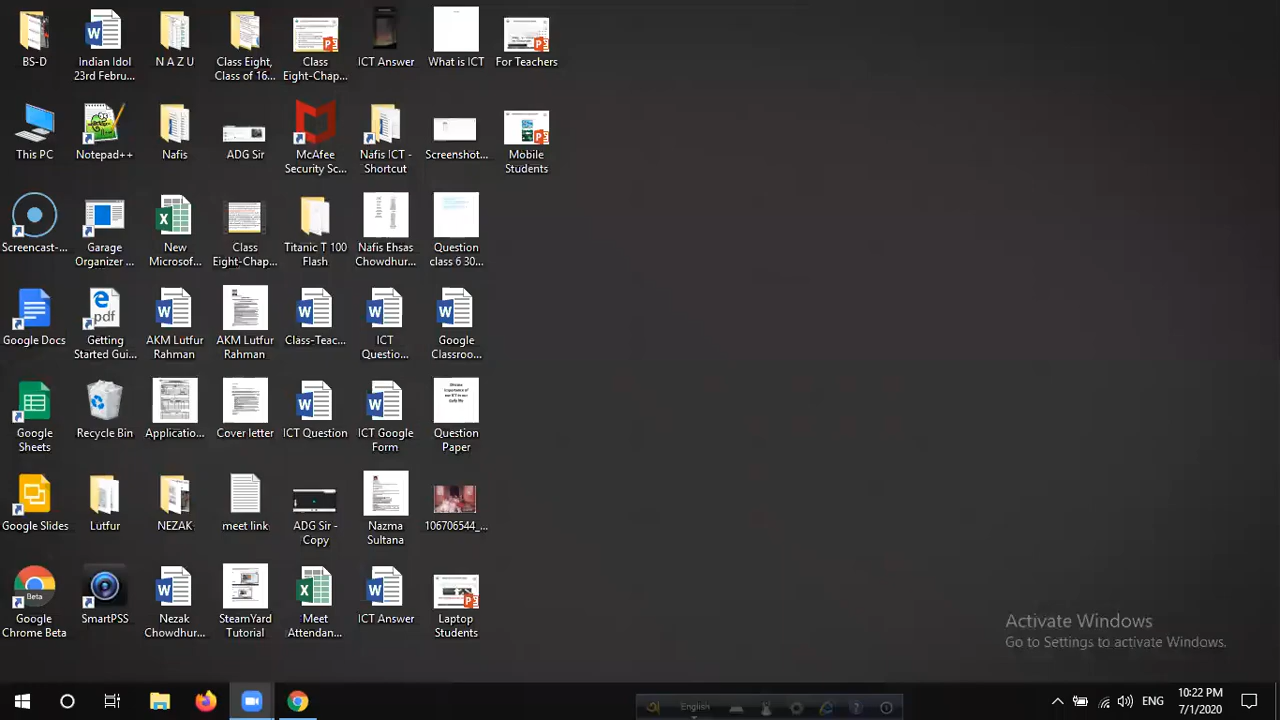 BS-D
Indian Idol
23rd Febru...
N A Z U
Class Eight,
Class of 16...
Class
Eight-Chap...
ICT Answer
What is ICT
For Teachers
This PC
Notepad++
Nafis
ADG Sir
McAfee
Security Sc...
Nafis ICT -
Shortcut
Screenshot...
Mobile
Students
Screencast-...
Garage
Organizer ...
New
Microsof...
Class
Eight-Chap...
Titanic T 100
Flash
Nafis Ehsas
Chowdhur...
Question
class 6 30...
Google Docs
Getting
Started Gui...
AKM Lutfur
Rahman
AKM Lutfur
Rahman
Class-Teac...
ICT
Questio...
Google
Classroo...
Google
Sheets
Recycle Bin
Applicatio...
Cover letter
ICT Question
ICT Google
Form
Question
Paper
Google Slides
Lutfur
NEZAK
meet link
ADG Sir -
Copy
Nazma
Sultana
106706544_...
Beta
Google
Chrome Beta
SmartPSS
Nezak
Chowdhur...
SteamYard
Tutorial
Meet
Attendan...
ICT Answer
Laptop
Students
Activate Windows
Go to Settings to activate Windows.
English
ENG
10:22 PM
7/1/2020